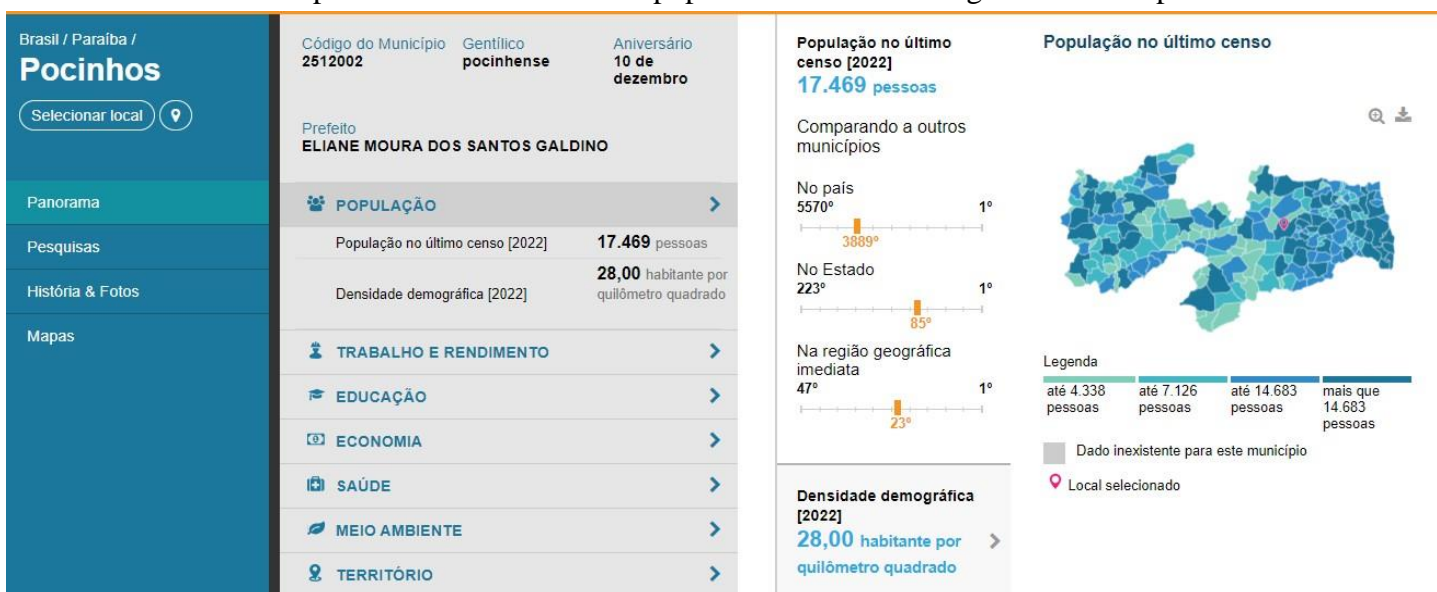 Brasil / Paraíba /
Pocinhos
Selecionar local
Panorama
Pesquisas
História & Fotos
Mapas
Código do Município
2512002
Gentílico
pocinhense
Aniversário
10 de
dezembro
Prefeito
ELIANE MOURA DOS SANTOS GALDINO
POPULAÇÃO
População no último censo [2022] 17.469 pessoas
Densidade demográfica [2022] 28,00 habitante por
quilômetro quadrado
TRABALHO E RENDIMENTO
EDUCAÇÃO
ECONOMIA
SAÚDE
MEIO AMBIENTE
TERRITÓRIO
População no último
censo [2022]
17.469 pessoas
Comparando a outros
municípios
No país
5570º 1º
3889º
No Estado
223º 1º
85º
Na região geográfica
imediata
47º 1º
23º
Densidade demográfica
[2022]
28,00 habitante por
quilômetro quadrado
População no último censo
Legenda
até 4.338
pessoas
até 7.126
pessoas
até 14.683
pessoas
mais que
14.683
pessoas
Dado inexistente para este município
Local selecionado